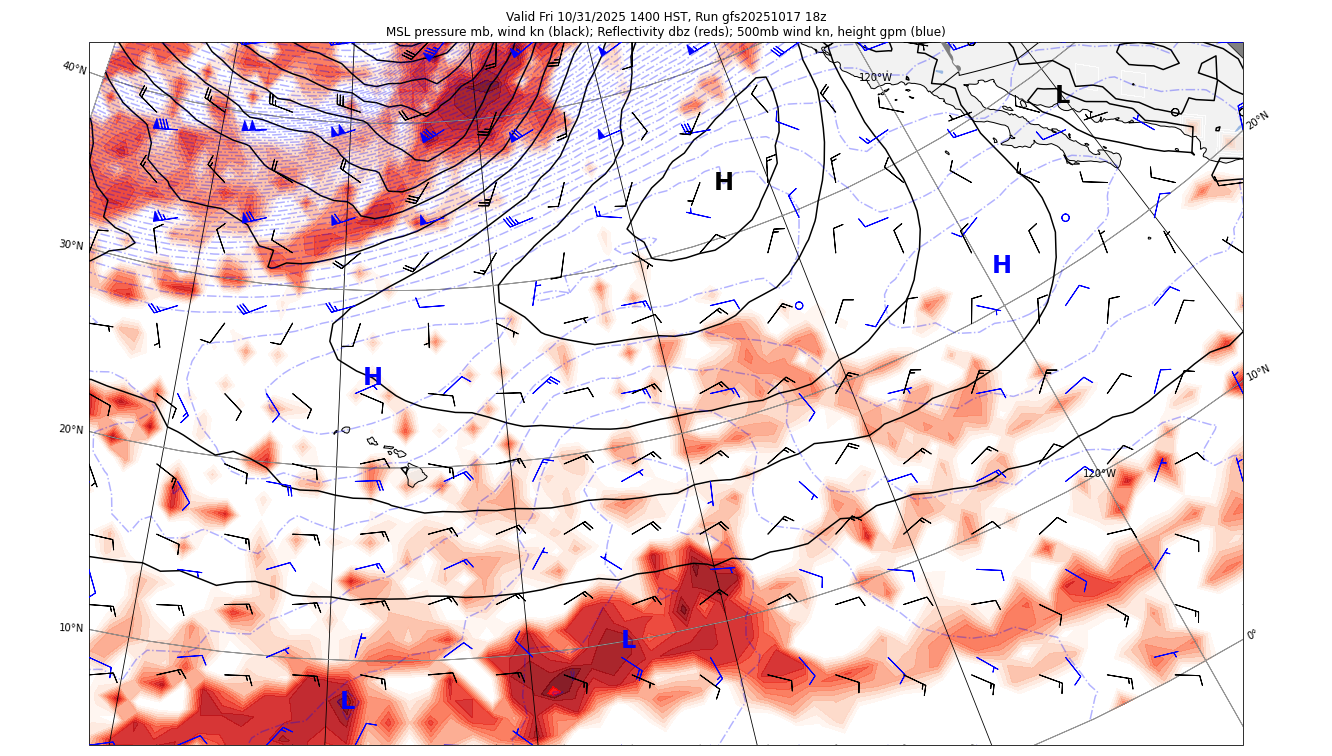 Valid Fri 10/31/2025 1400 HST, Run gfs20251017 18z
MSL pressure mb, wind kn (black); Reflectivity dbz (reds); 500mb wind kn, height gpm (blue)
40°N
120°W
L
20°N
H
30°N
H
H
10°N
20°N
120°W
10°N
L
0°
L